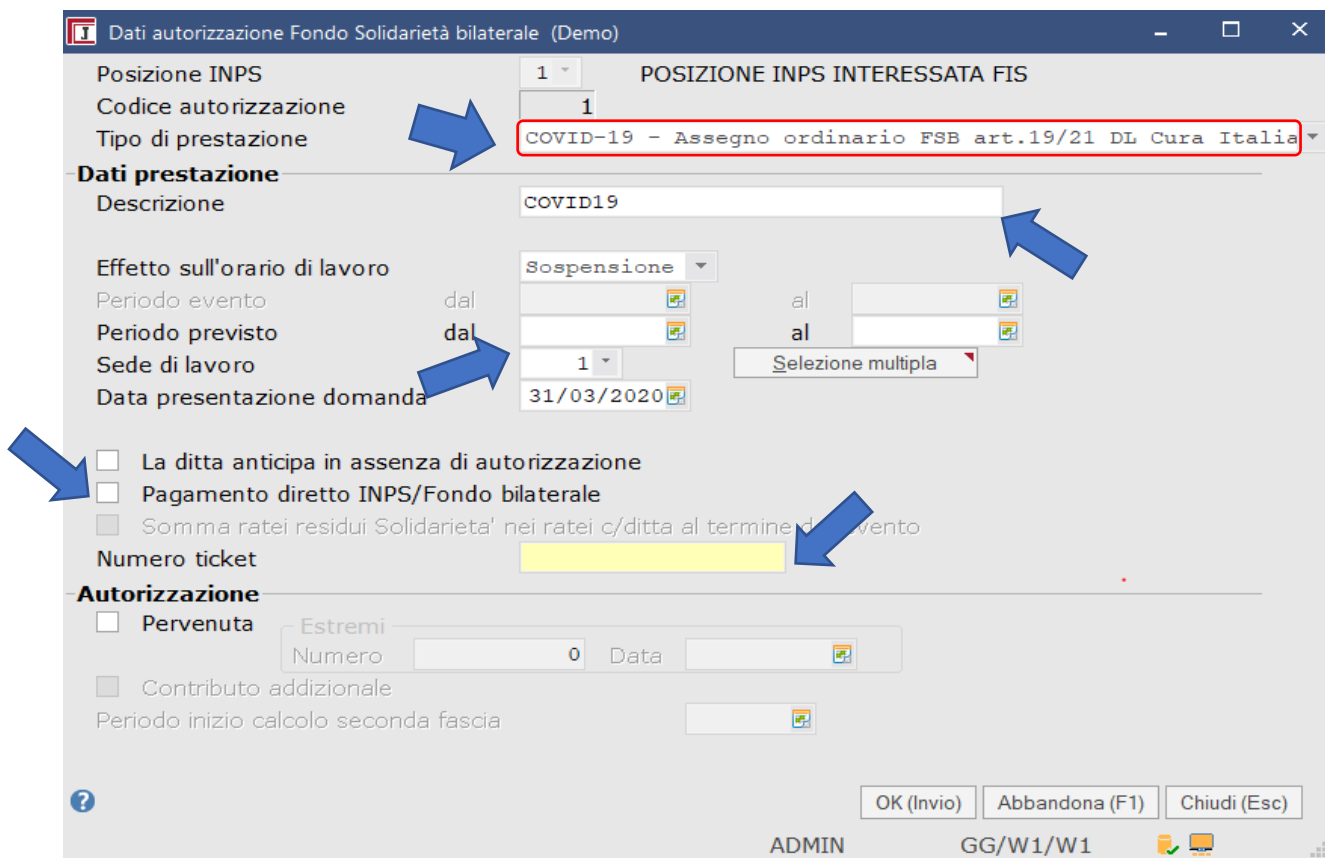 Dati autorizzazione Fondo Solidarietà bilaterale (Demo)
Posizione INPS 1 POSIZIONE INPS INTERESSATA FIS
Codice autorizzazione 1
Tipo di prestazione COVID-19 - Assegno ordinario FSB art.19/21 DL Cura Italia
Dati prestazione
Descrizione COVID19
Effetto sull'orario di lavoro Sospensione
Periodo evento dal al
Periodo previsto dal al
Sede di lavoro 1 Selezione multipla
Data presentazione domanda 31/03/2020
La ditta anticipa in assenza di autorizzazione
Pagamento diretto INPS/Fondo bilaterale
Somma ratei residui Solidarieta' nei ratei c/ditta al termine vento
Numero ticket
Autorizzazione
Pervenuta Estremi
Numero 0 Data
Contributo addizionale
Periodo inizio calcolo seconda fascia
OK (Invio) Abbandona (F1) Chiudi (Esc)
ADMIN GG/W1/W1